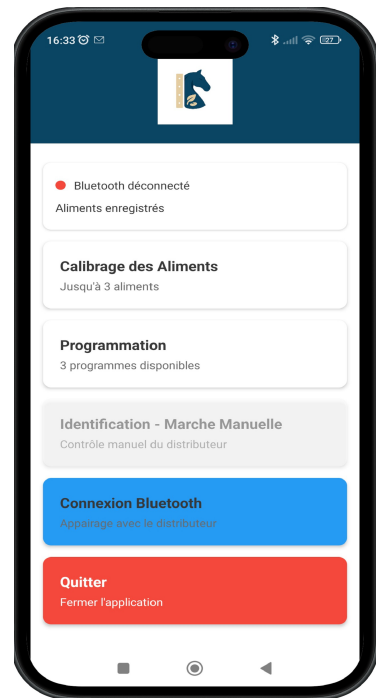 16:33
27
Bluetooth déconnecté
Aliments enregistrés
Calibrage des Aliments
Jusqu'à 3 aliments
Programmation
3 programmes disponibles
Identification - Marche Manuelle
Contrôle manuel du distributeur
Connexion Bluetooth
Appairage avec le distributeur
Quitter
Fermer l'application